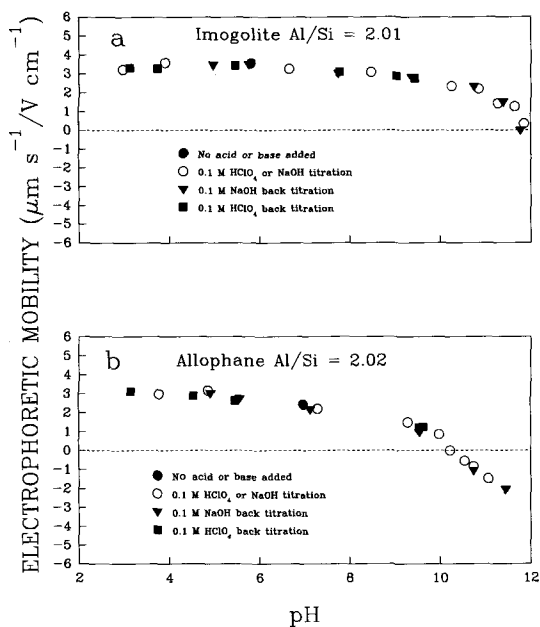 ELECTROPHORETIC MOBILITY (μm s⁻¹/V cm⁻¹)
a
Imogolite Al/Si = 2.01
6
5
4
3
2
1
0
-1
-2
-3
-4
-5
-6
No acid or base added
0.1 M HClO₄ or NaOH titration
0.1 M NaOH back titration
0.1 M HClO₄ back titration
b
Allophane Al/Si = 2.02
6
5
4
3
2
1
0
-1
-2
-3
-4
-5
-6
No acid or base added
0.1 M HClO₄ or NaOH titration
0.1 M NaOH back titration
0.1 M HClO₄ back titration
2 4 6 8 10 12
pH